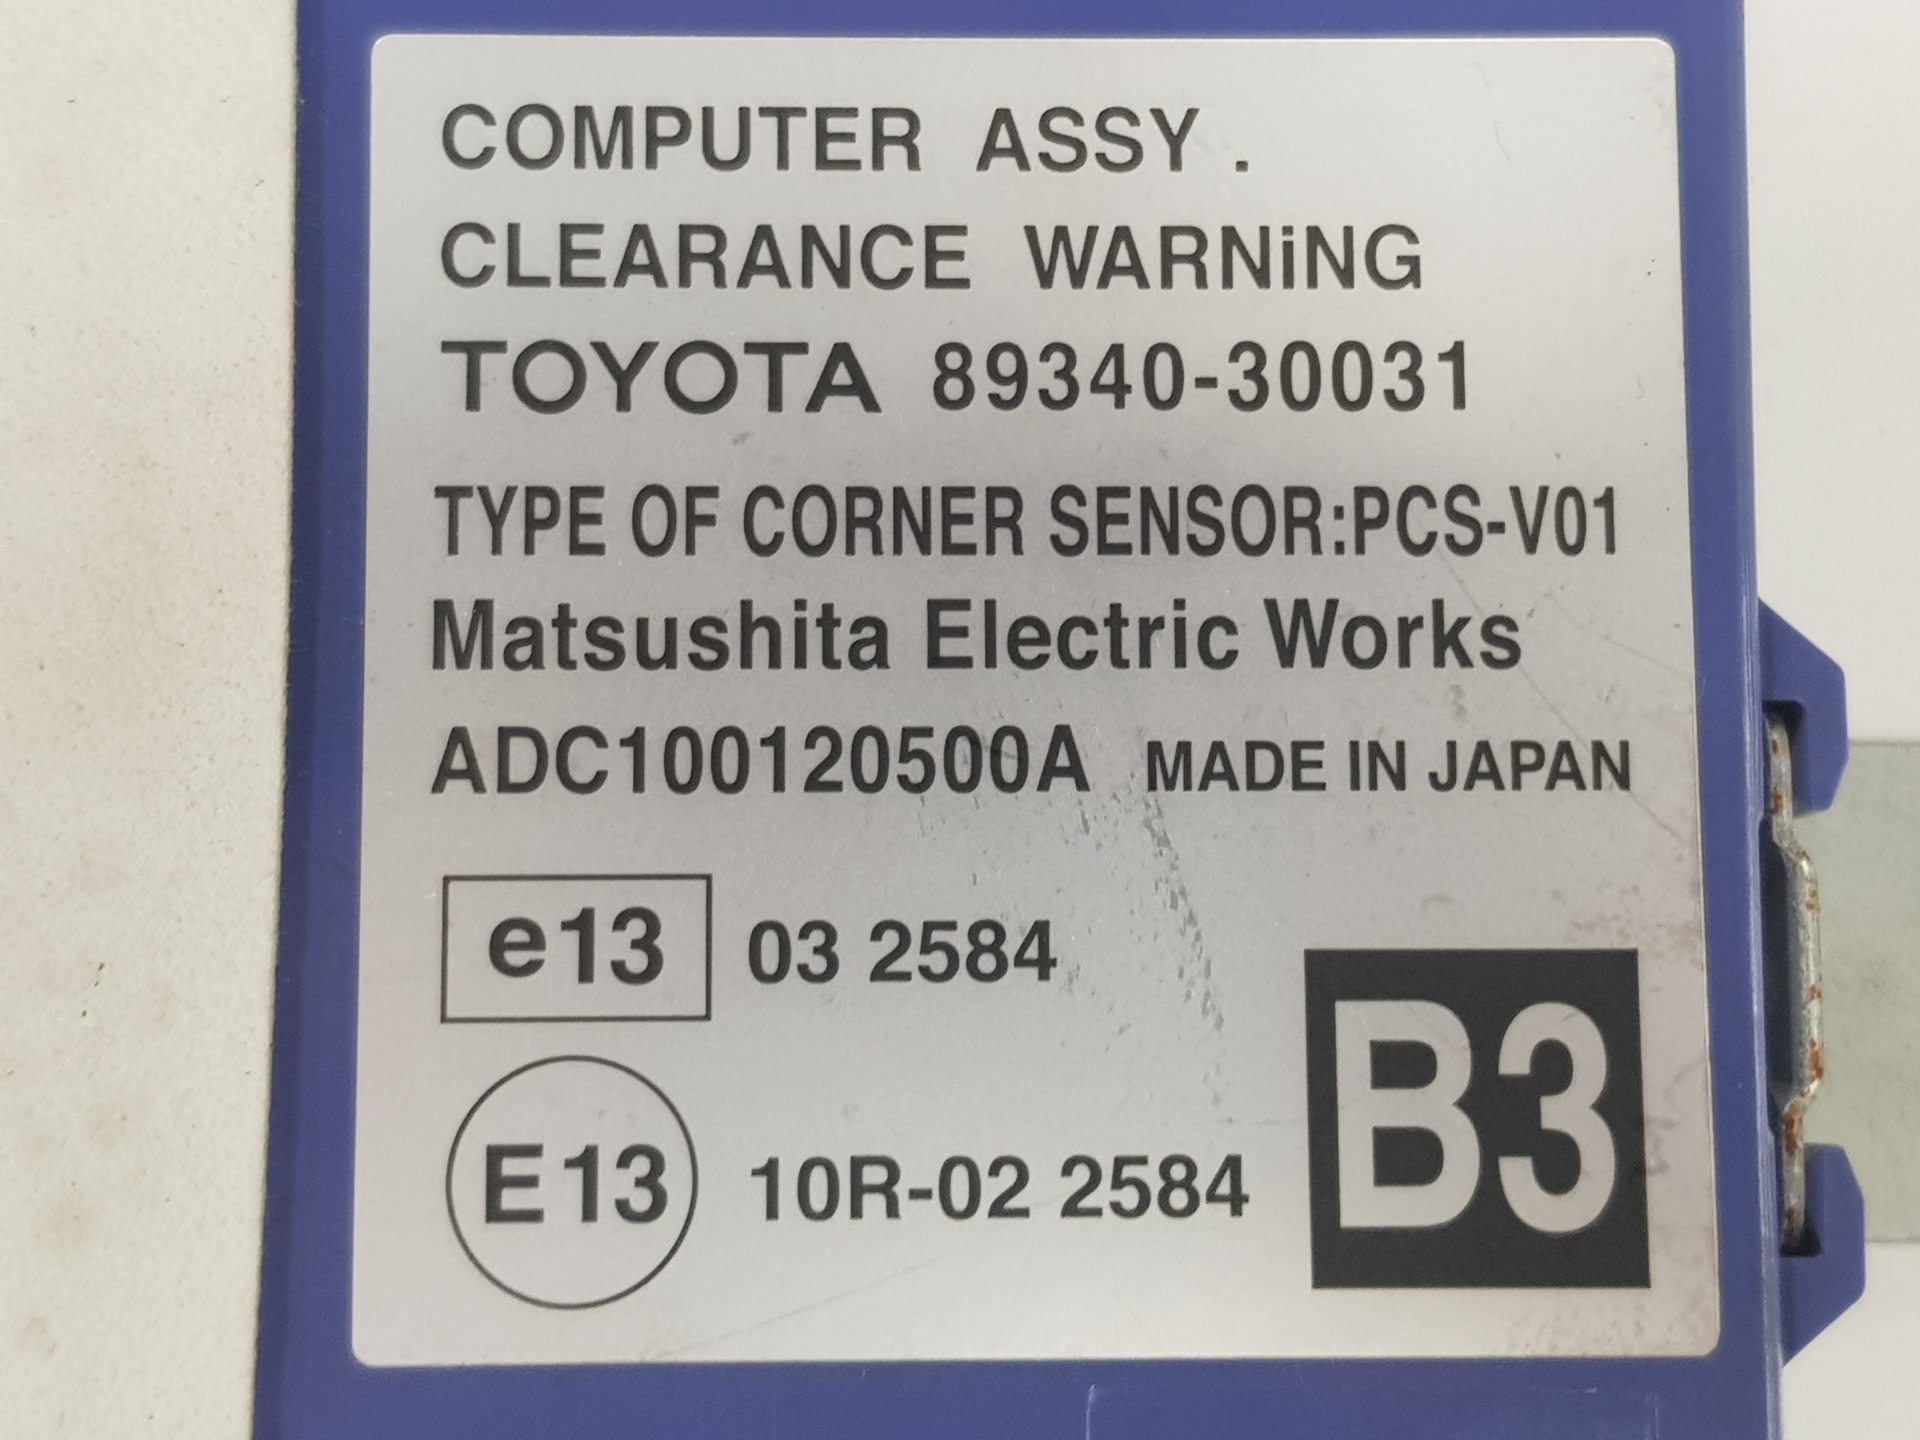 COMPUTER ASSY.
CLEARANCE WARNiNG
TOYOTA 89340-30031
TYPE OF CORNER SENSOR:PCS-V01
Matsushita Electric Works
ADC100120500A MADE IN JAPAN
e13 03 2584
E13 10R-02 2584
B3